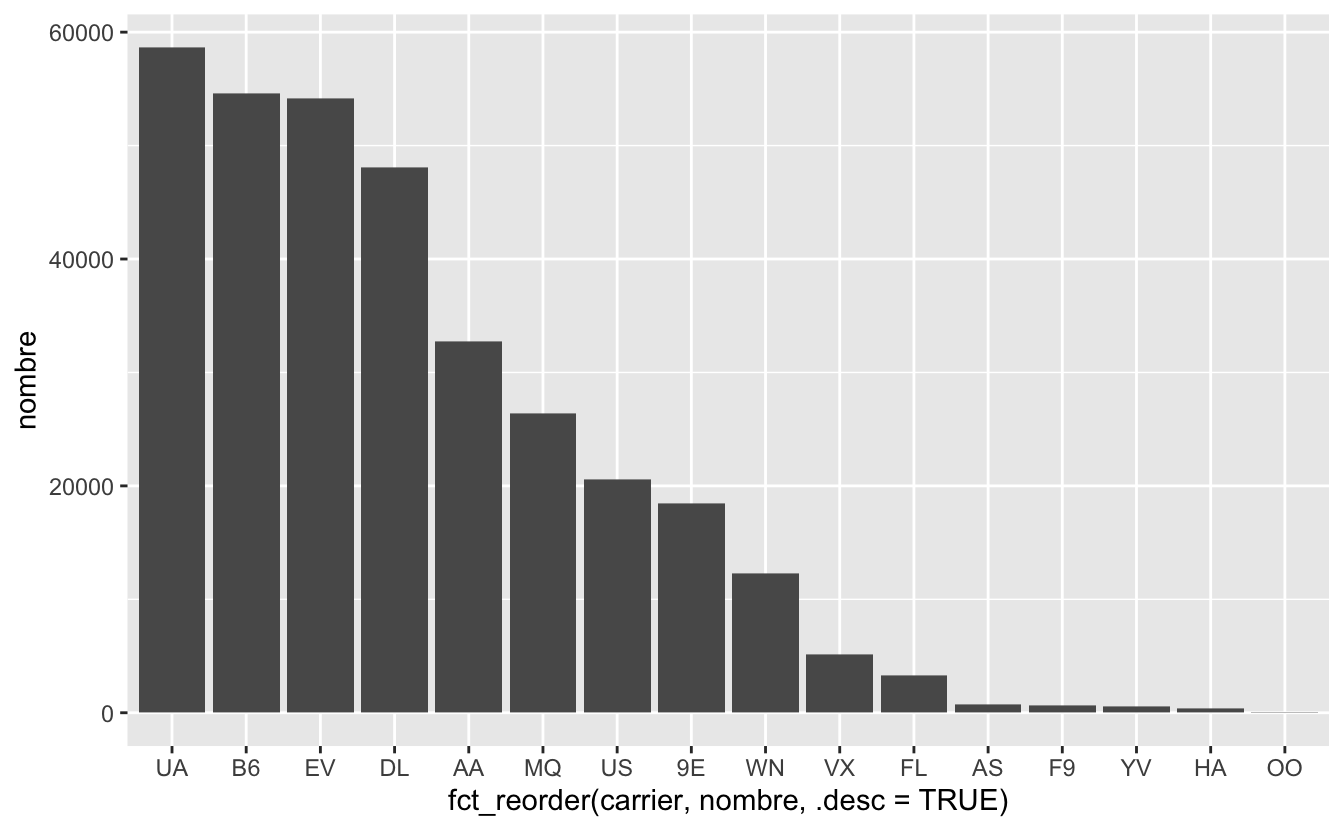 60000
40000
20000
0
nombre
UA B6 EV DL AA MQ US 9E WN VX FL AS F9 YV HA OO
fct_reorder(carrier, nombre, .desc = TRUE)